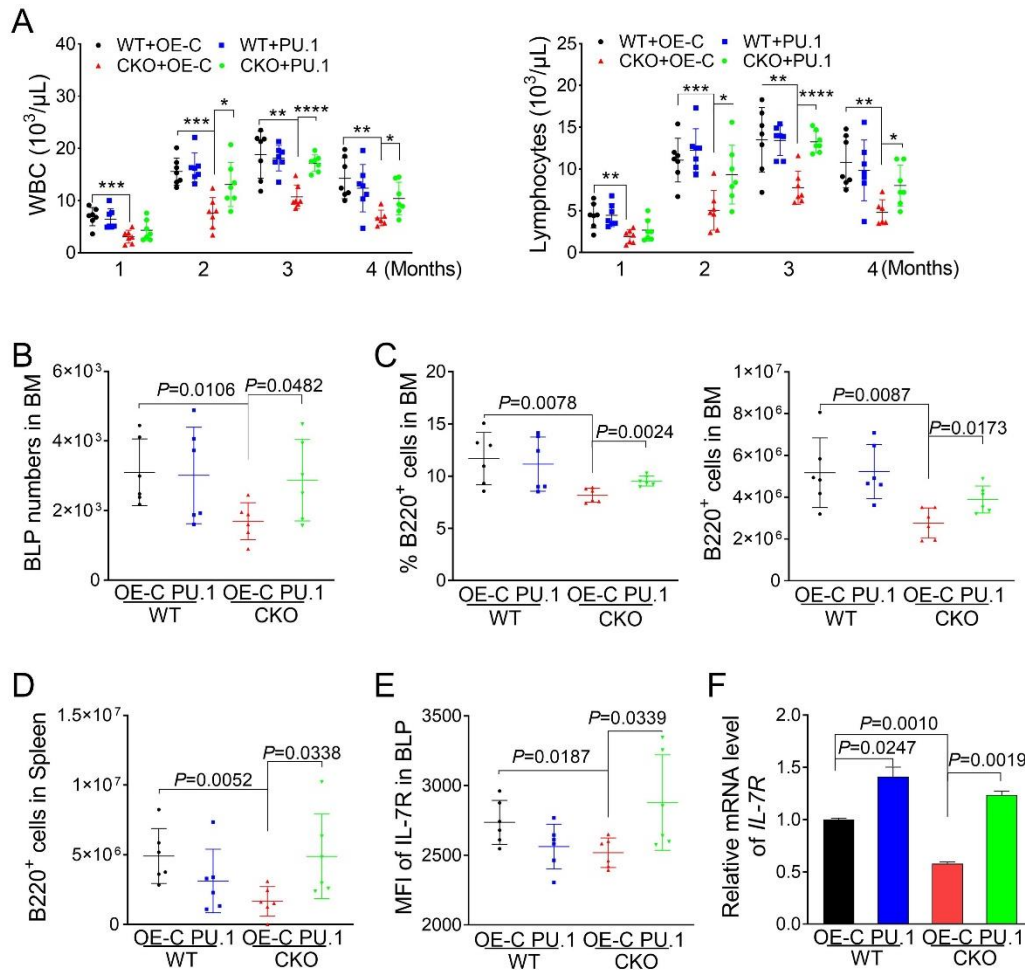 A
WBC (10³/μL)
40
30
20
10
0
WT+OE-C WT+PU.1
CKO+OE-C CKO+PU.1
*** *** * ** **** ** *
1 2 3 4 (Months)
Lymphocytes (10³/μL)
25
20
15
10
5
0
WT+OE-C WT+PU.1
CKO+OE-C CKO+PU.1
** *** * ** **** ** *
1 2 3 4 (Months)
B
BLP numbers in BM
6×10³
4×10³
2×10³
0
P=0.0106 P=0.0482
OE-C PU.1 OE-C PU.1
WT CKO
C
% B220⁺ cells in BM
20
15
10
5
0
P=0.0078
P=0.0024
OE-C PU.1 OE-C PU.1
WT CKO
B220⁺ cells in BM
1×10⁷
8×10⁶
6×10⁶
4×10⁶
2×10⁶
0
P=0.0087
P=0.0173
OE-C PU.1 OE-C PU.1
WT CKO
D
B220⁺ cells in Spleen
1.5×10⁷
1×10⁷
5×10⁶
0
P=0.0338
P=0.0052
OE-C PU.1 OE-C PU.1
WT CKO
E
MFI of IL-7R in BLP
3500
3000
2500
2000
P=0.0339
P=0.0187
OE-C PU.1 OE-C PU.1
WT CKO
F
Relative mRNA level
of IL-7R
2.0
1.5
1.0
0.5
0.0
P=0.0010
P=0.0247 P=0.0019
OE-C PU.1 OE-C PU.1
WT CKO